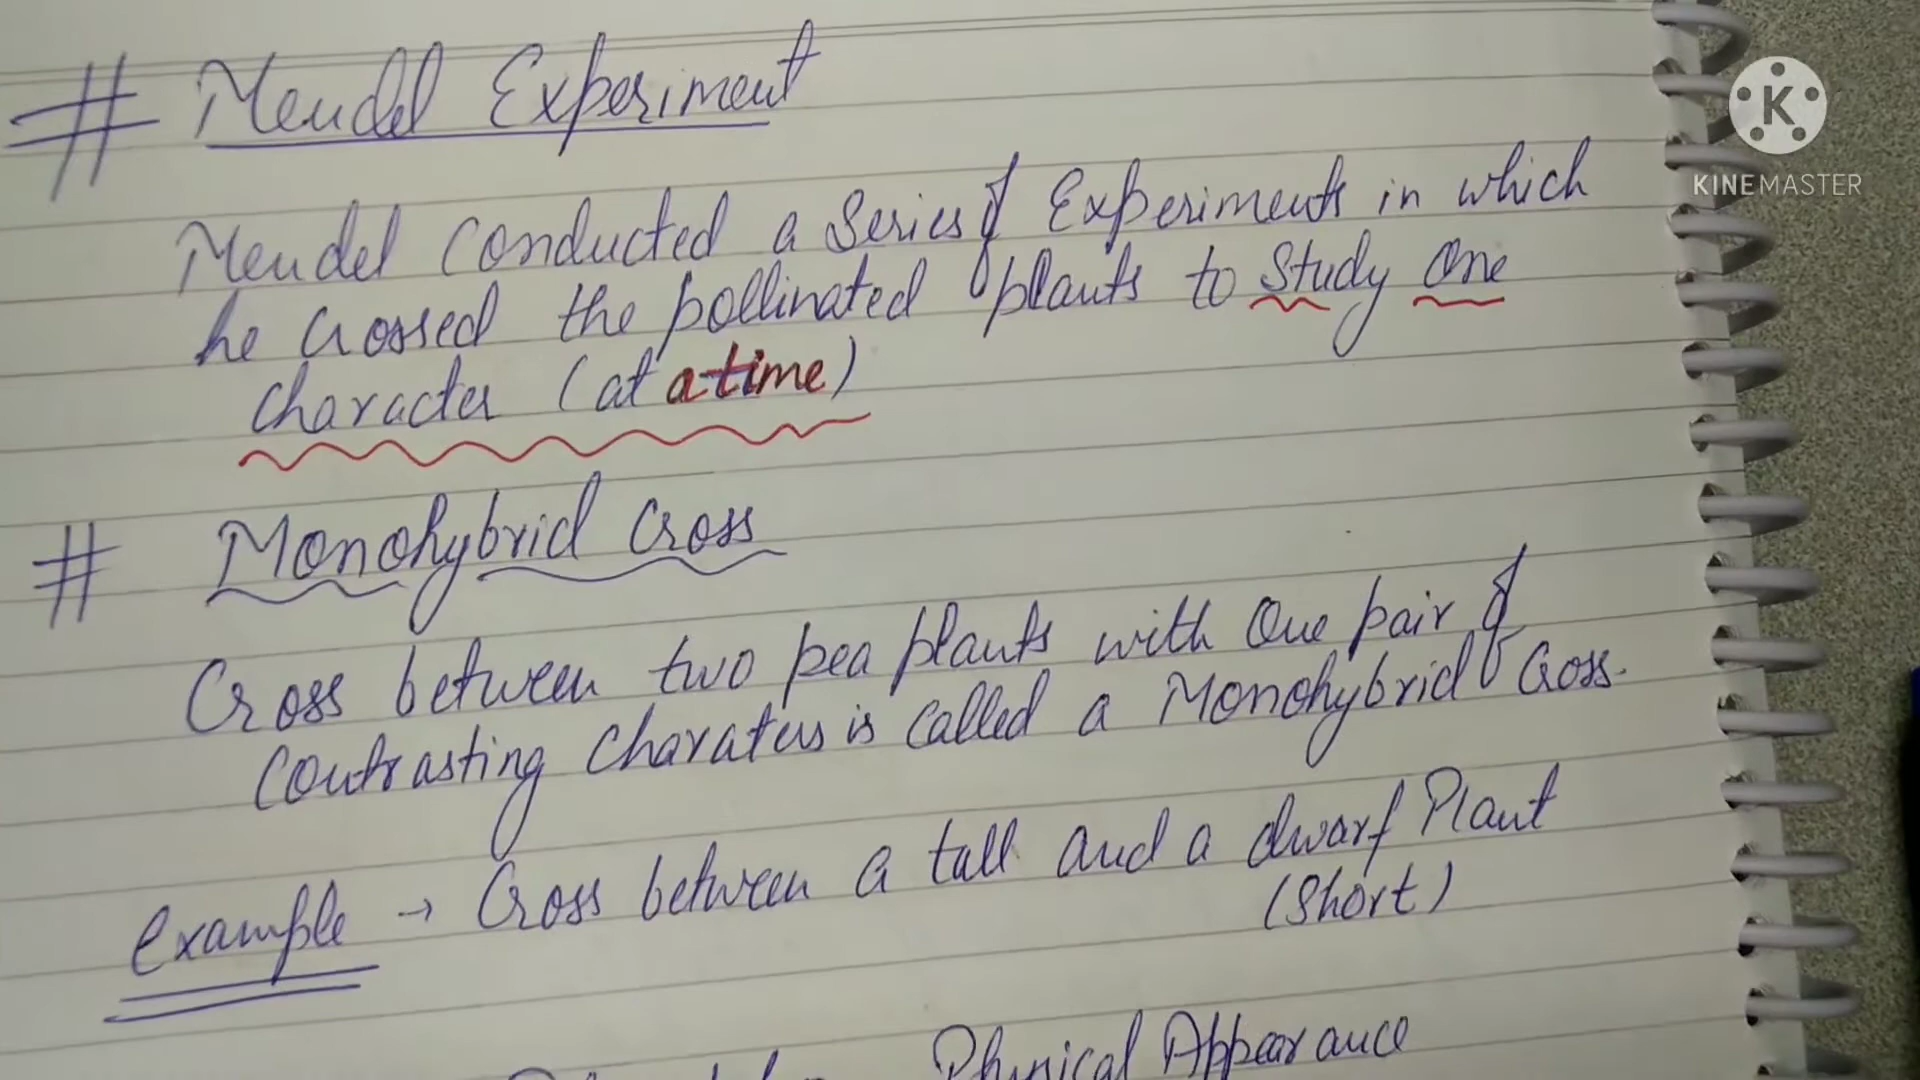 # Mendel Experiment
K
KINEMASTER
Mendel Conducted a Series of Experiments in which
he Crossed the pollinated plants to Study One
Character (at a time)
# Monohybrid Cross
Cross between two pea plants with One pair of
Contrasting Charaters is Called a Monohybrid Cross.
Example → Cross between a tall and a dwarf Plant
(Short)
Physical Appearance